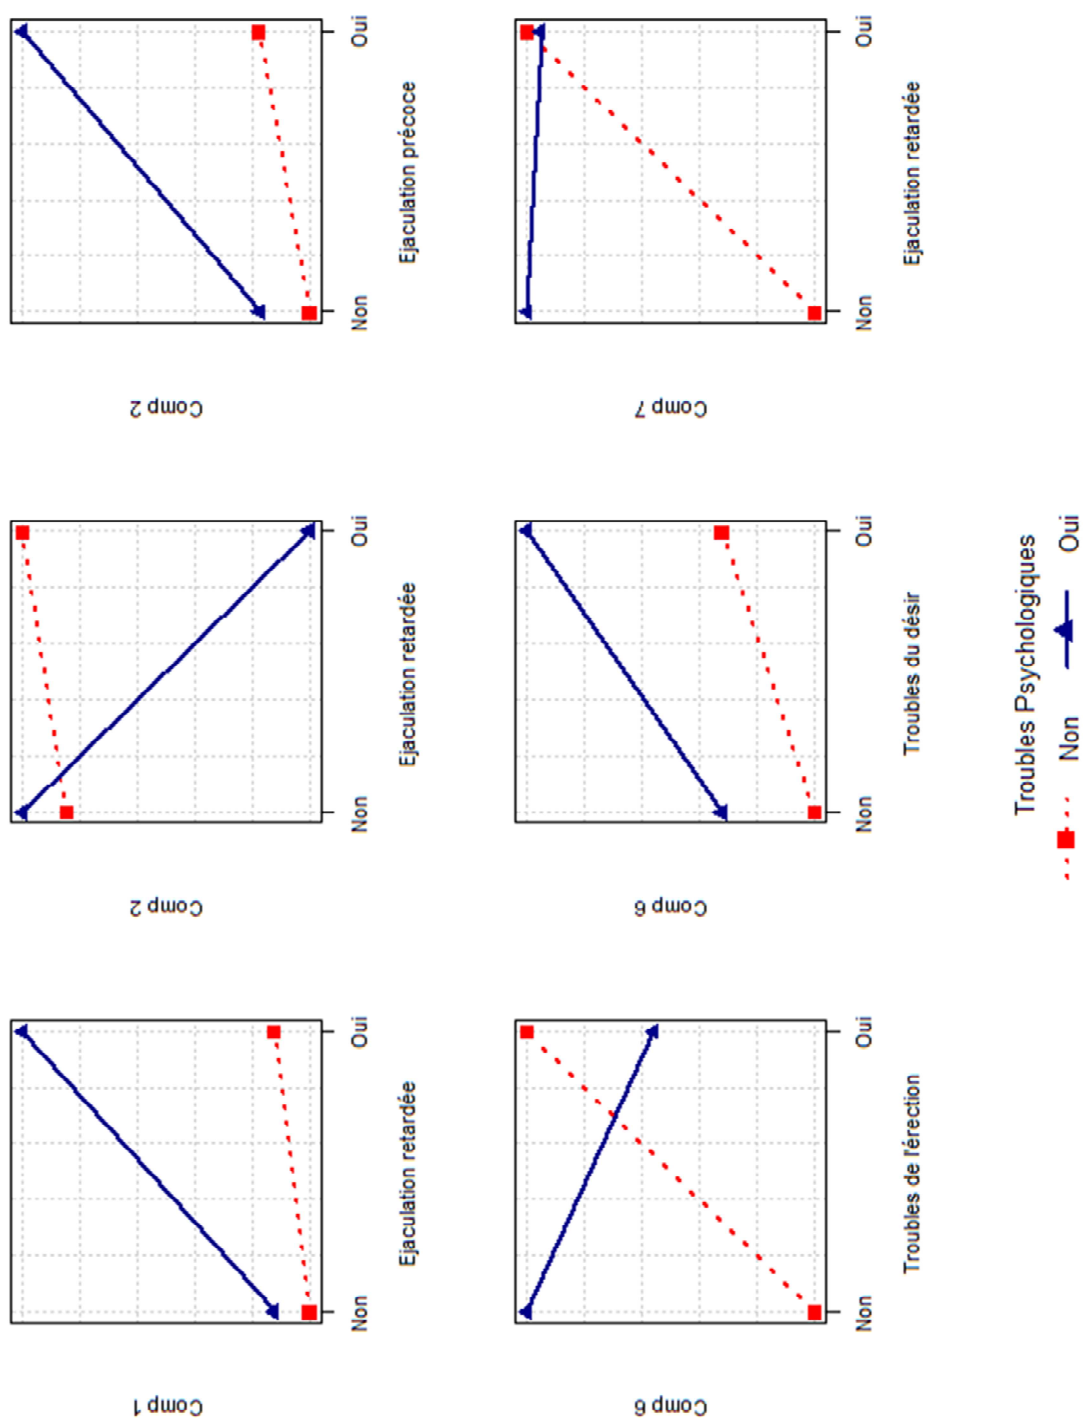 Comp 1
Non
Oui
Ejaculation retardée
Comp 2
Non
Oui
Ejaculation retardée
Comp 2
Non
Oui
Ejaculation précoce
Comp 6
Non
Oui
Troubles de l'érection
Comp 6
Non
Oui
Troubles du désir
Comp 7
Non
Oui
Ejaculation retardée
Troubles Psychologiques
Non Oui